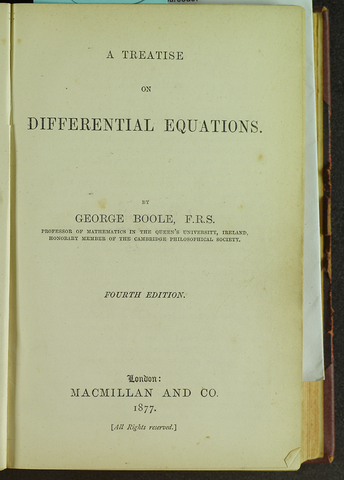 A TREATISE
ON
DIFFERENTIAL EQUATIONS.
BY
GEORGE BOOLE, F.R.S.
PROFESSOR OF MATHEMATICS IN THE QUEEN'S UNIVERSITY, IRELAND,
HONORARY MEMBER OF THE CAMBRIDGE PHILOSOPHICAL SOCIETY.
FOURTH EDITION.
London:
MACMILLAN AND CO.
1877.
[All Rights reserved.]